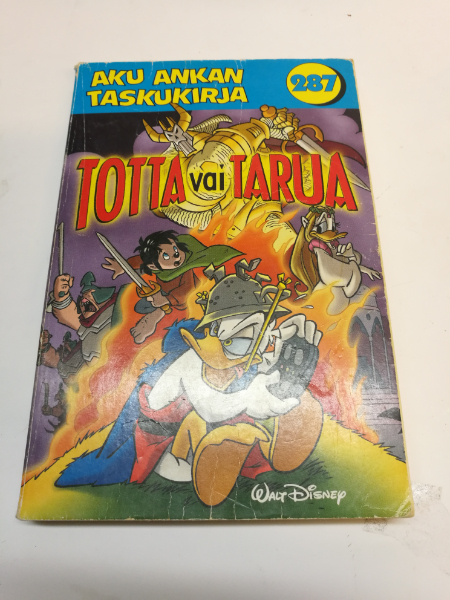 AKU ANKAN
TASKUKIRJA
287
TOTTA vai TARUA
WALT DISNEY